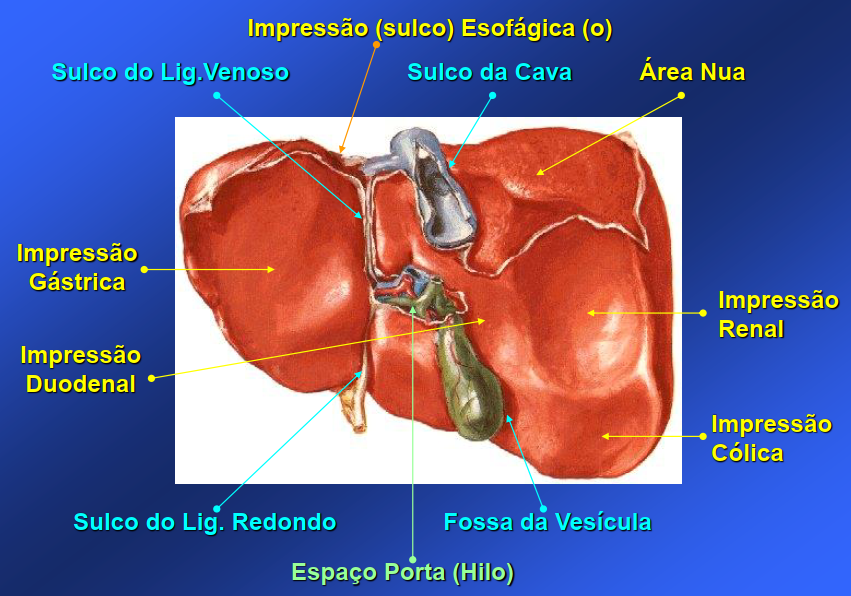 Impressão (sulco) Esofágica (o)
Sulco do Lig.Venoso
Sulco da Cava
Área Nua
Impressão
Gástrica
Impressão
Renal
Impressão
Duodenal
Impressão
Cólica
Sulco do Lig. Redondo
Fossa da Vesícula
Espaço Porta (Hilo)